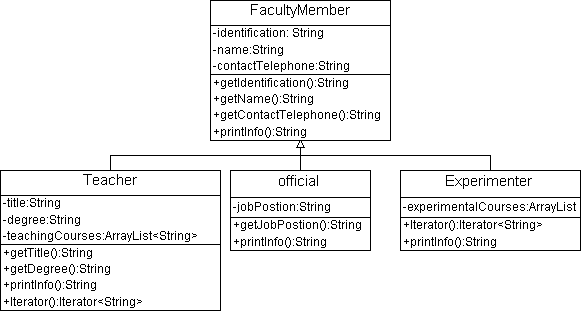 FacultyMember
-identification: String
-name:String
-contactTelephone:String
+getIdentification():String
+getName():String
+getContactTelephone():String
+printInfo():String
Teacher
-title:String
-degree:String
-teachingCourses:ArrayList<String>
+getTitle():String
+getDegree():String
+printInfo():String
+Iterator():Iterator<String>
official
-jobPostion:String
+getJobPostion():String
+printInfo():String
Experimenter
-experimentalCourses:ArrayList
+Iterator():Iterator<String>
+printInfo():String